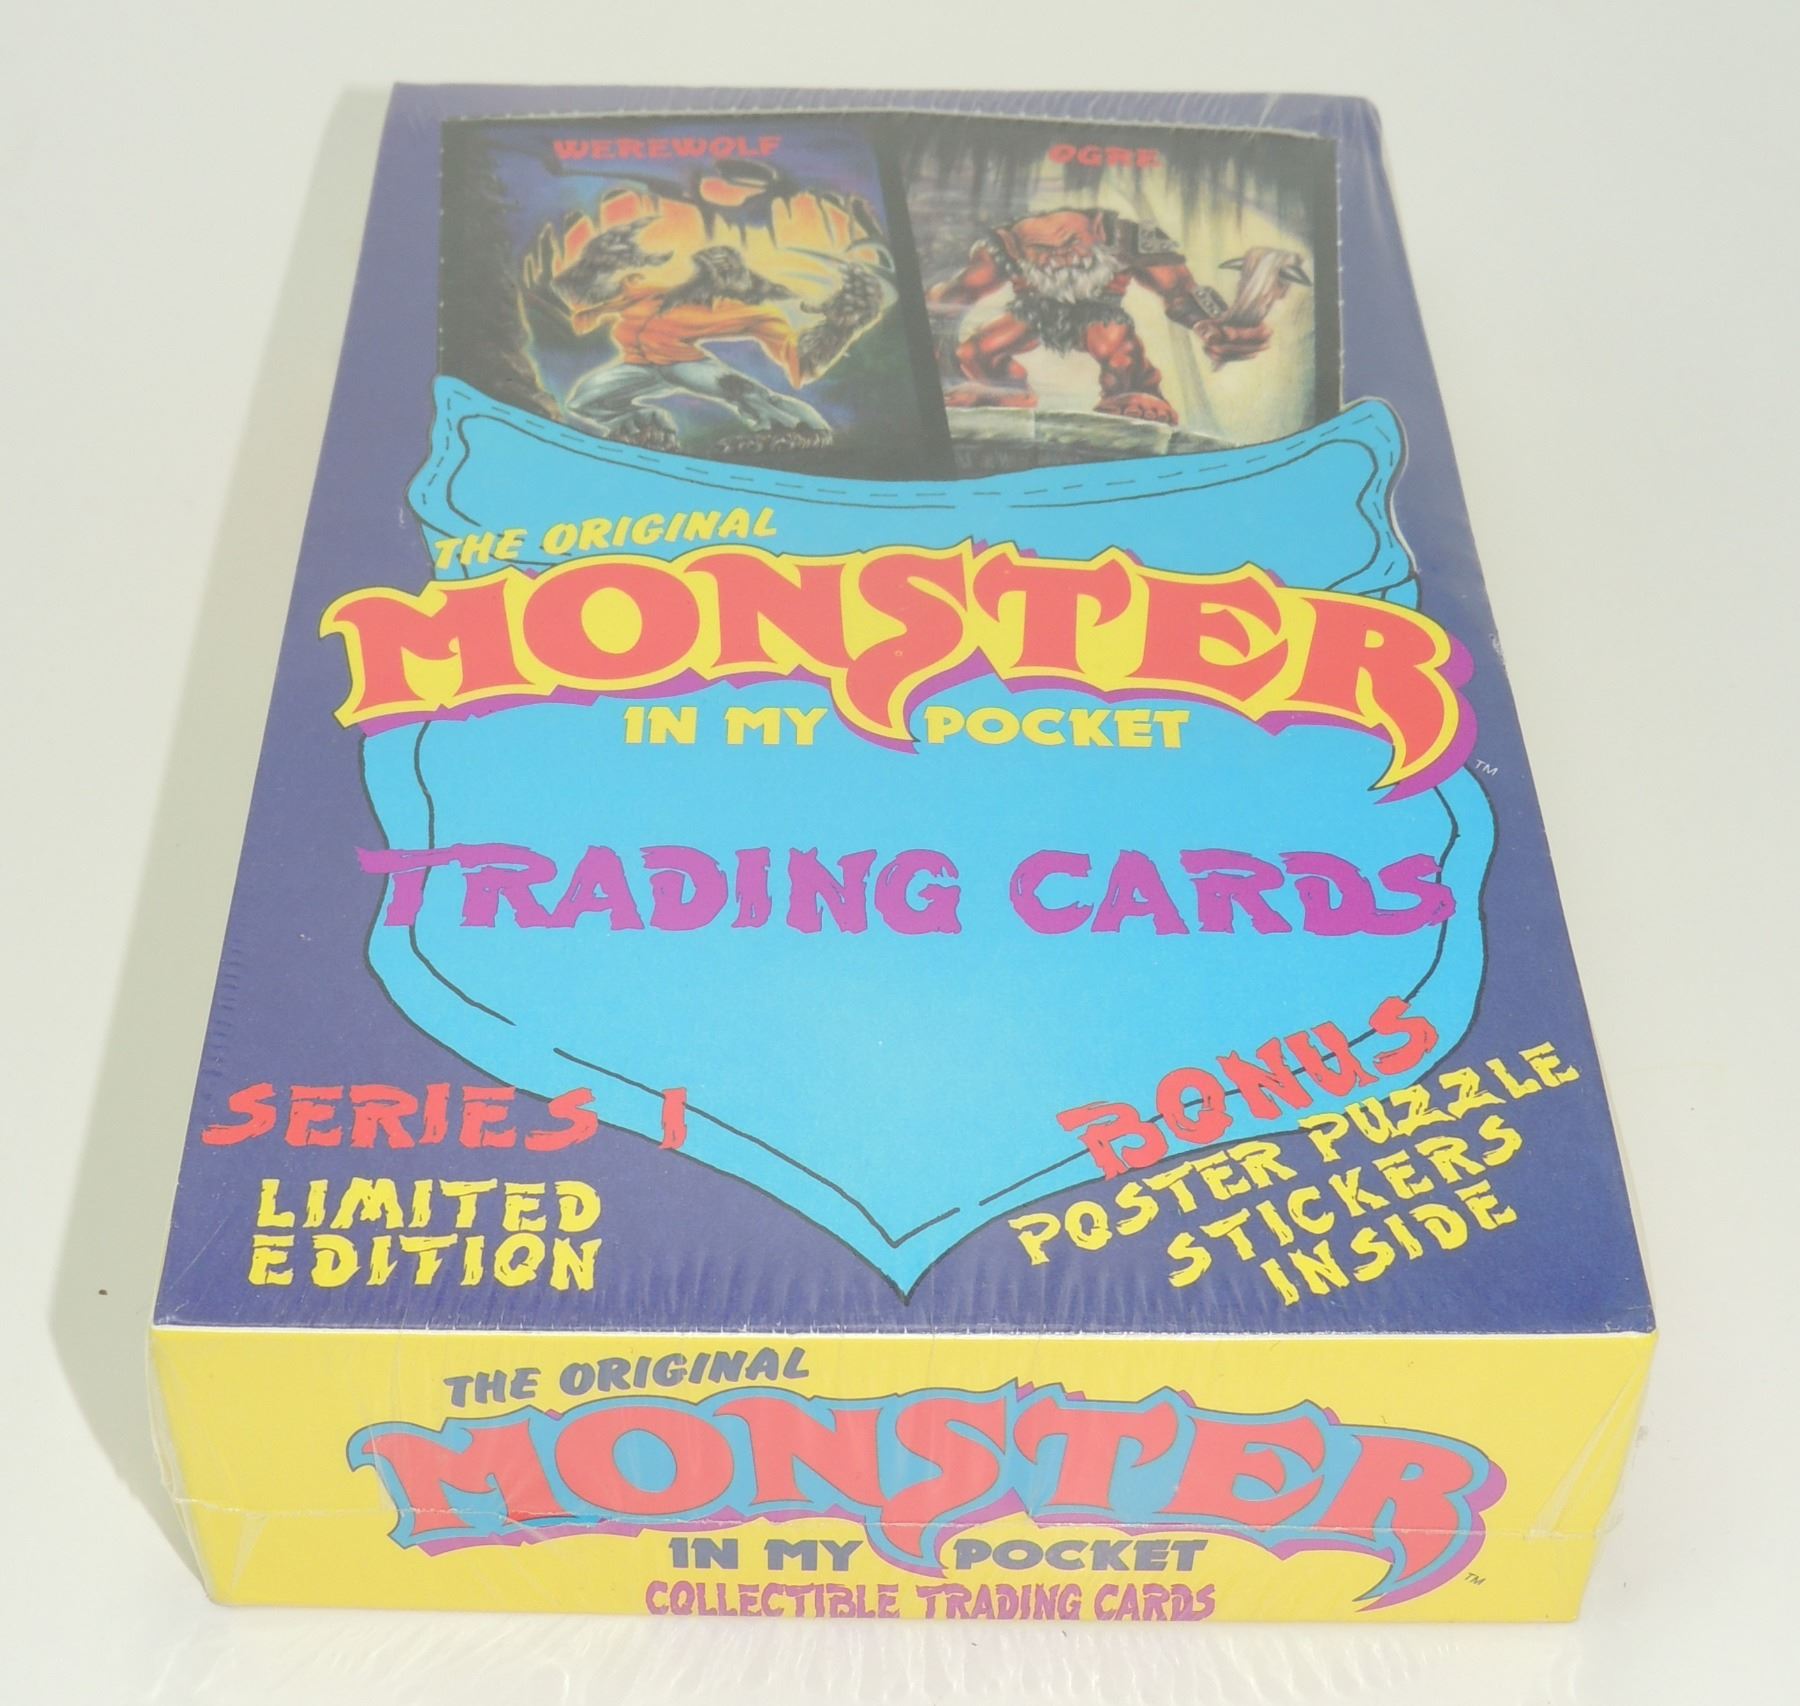 WEREWOLF
OGRE
THE ORIGINAL
MONSTER
IN MY POCKET
TM
TRADING CARDS
SERIES 1
LIMITED
EDITION
BONUS
POSTER PUZZLE
STICKERS
INSIDE
THE ORIGINAL
MONSTER
IN MY POCKET
TM
COLLECTIBLE TRADING CARDS